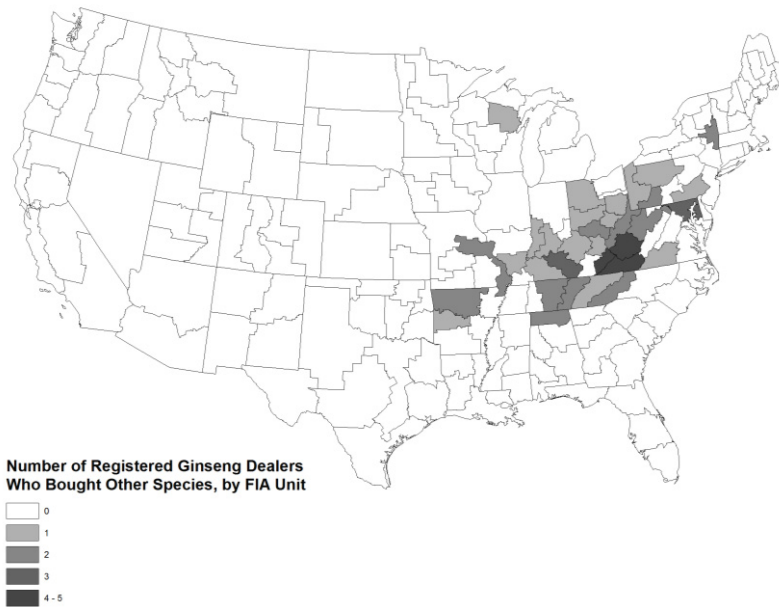 Number of Registered Ginseng Dealers
Who Bought Other Species, by FIA Unit
0
1
2
3
4 - 5